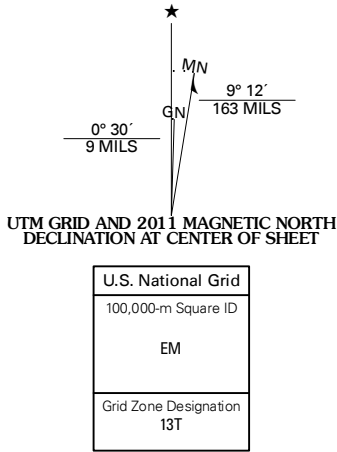 MN
GN
9° 12´
163 MILS
0° 30´
9 MILS
UTM GRID AND 2011 MAGNETIC NORTH
DECLINATION AT CENTER OF SHEET
U.S. National Grid
100,000-m Square ID
EM
Grid Zone Designation
13T